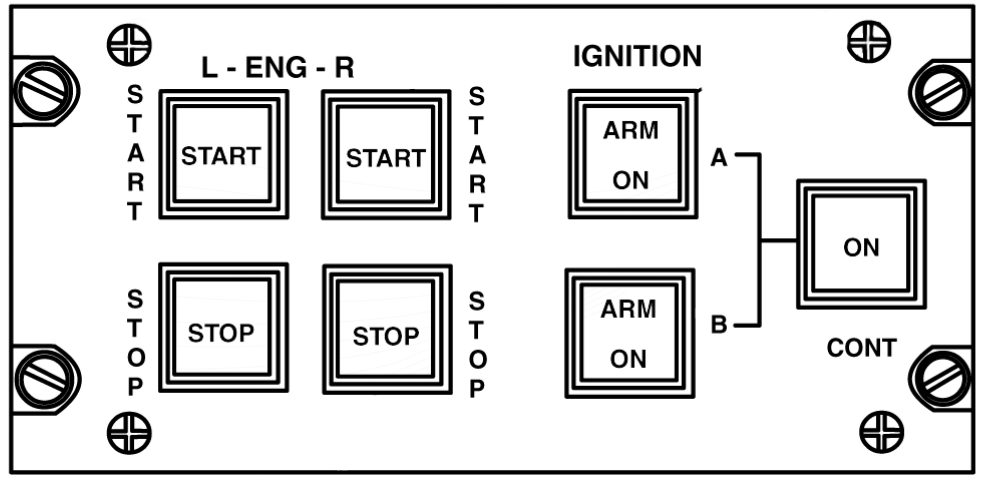 L - ENG - R
IGNITION
START
START
START
START
ARM
ON
A
STOP
STOP
STOP
STOP
ARM
ON
B
ON
CONT